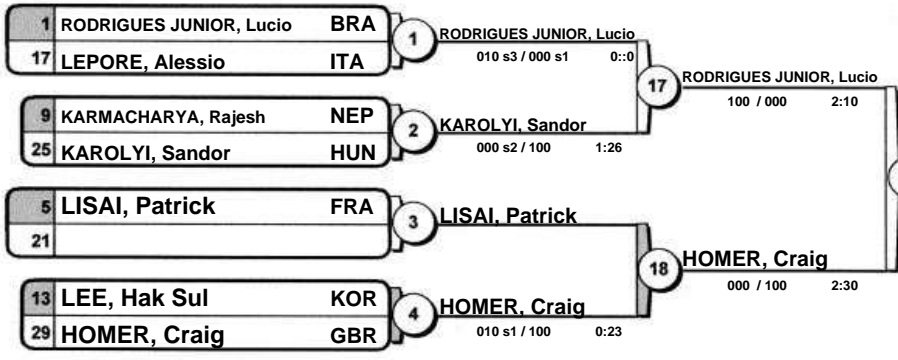 1 RODRIGUES JUNIOR, Lucio BRA
17 LEPORE, Alessio ITA
1
RODRIGUES JUNIOR, Lucio
010 s3 / 000 s1 0::0
9 KARMACHARYA, Rajesh NEP
25 KAROLYI, Sandor HUN
2
KAROLYI, Sandor
000 s2 / 100 1:26
17
RODRIGUES JUNIOR, Lucio
100 / 000 2:10
5 LISAI, Patrick FRA
21
3
LISAI, Patrick
13 LEE, Hak Sul KOR
29 HOMER, Craig GBR
4
HOMER, Craig
010 s1 / 100 0:23
18
HOMER, Craig
000 / 100 2:30